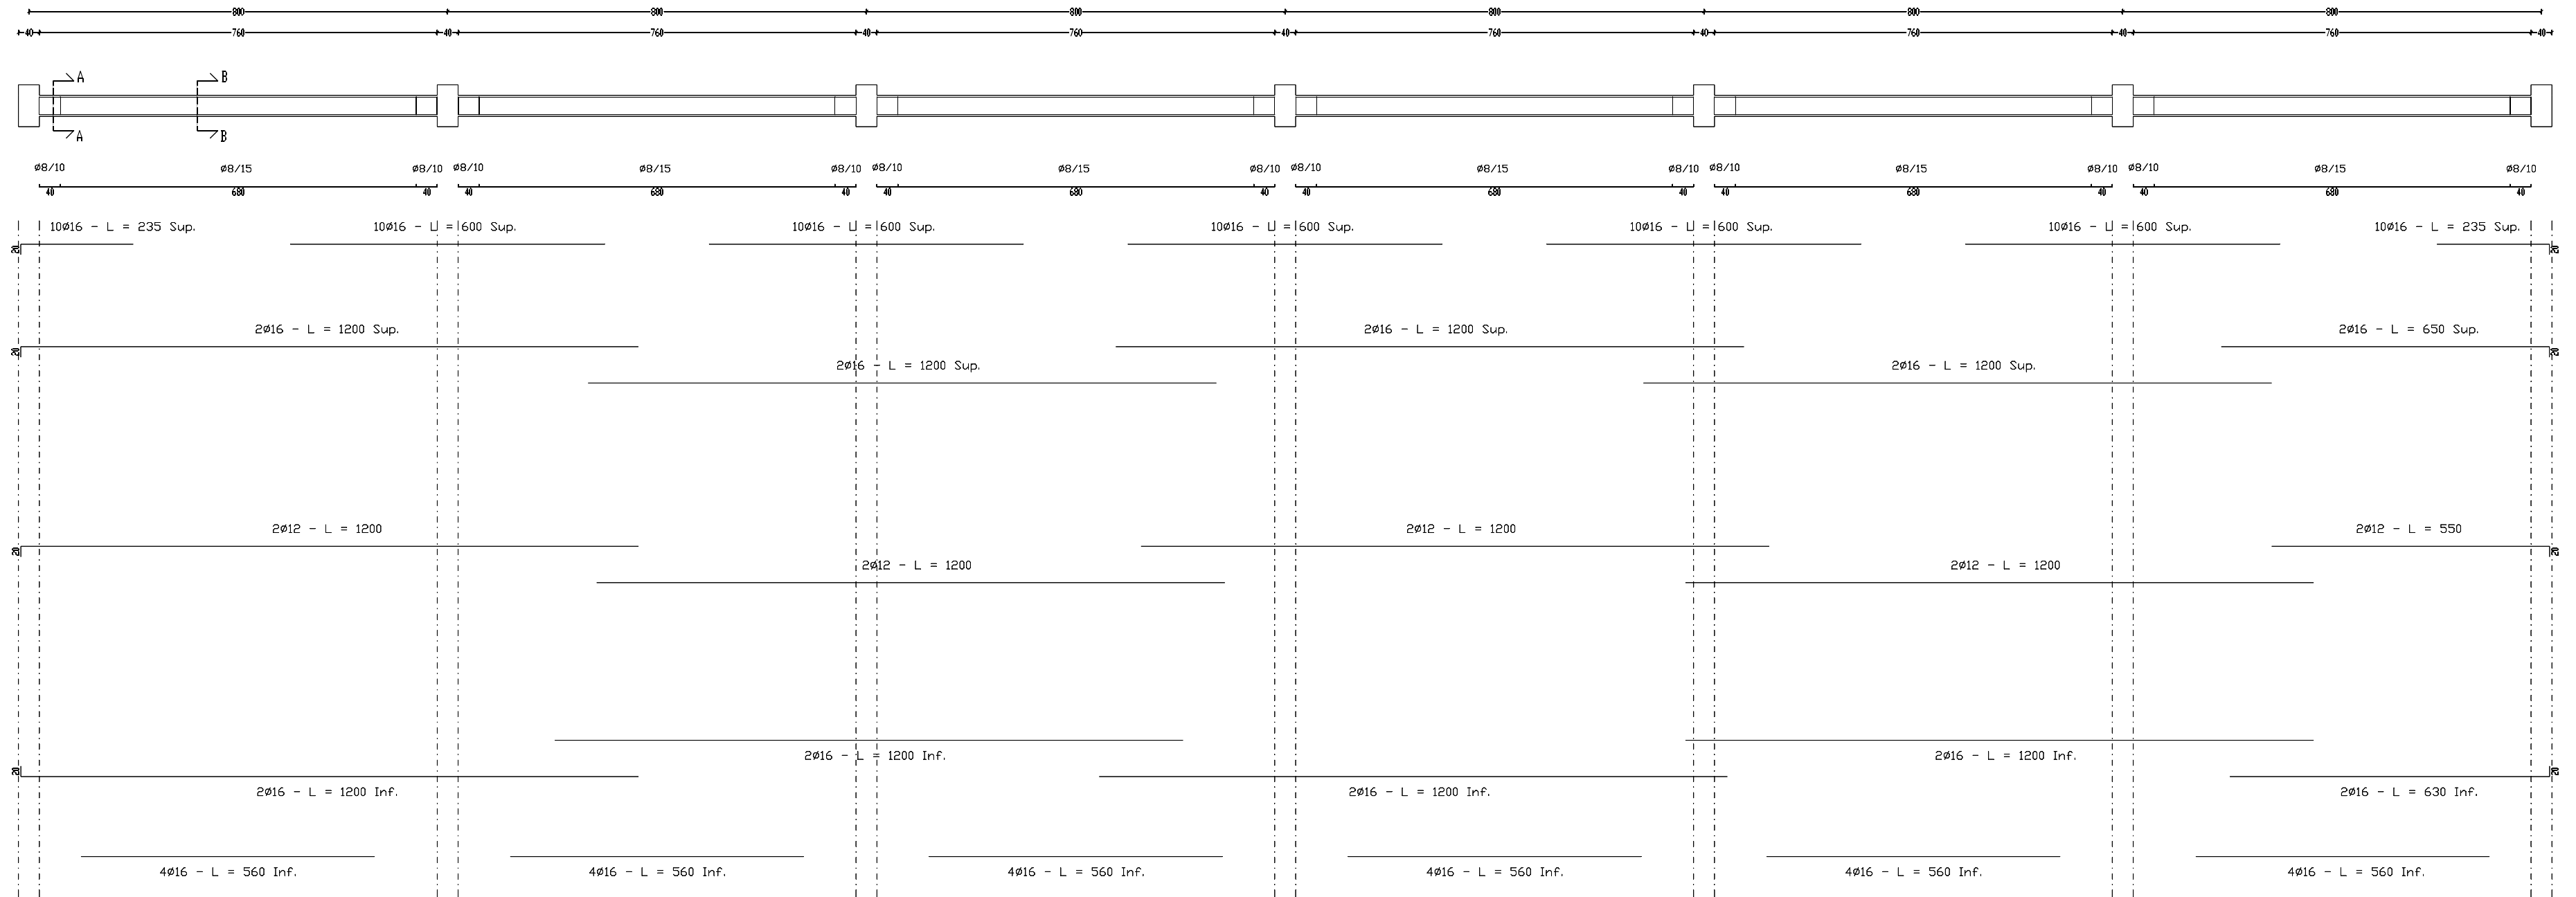 800 800 800 800 800 800
40 760 40 760 40 760 40 760 40 760 40 760 40
A B
A B
ø8/10 ø8/15 ø8/10 ø8/10 ø8/15 ø8/10 ø8/10 ø8/15 ø8/10 ø8/10 ø8/15 ø8/10 ø8/10 ø8/15 ø8/10 ø8/10 ø8/15 ø8/10
40 680 40 40 680 40 40 680 40 40 680 40 40 680 40 40 680 40
10ø16 - L = 235 Sup. 10ø16 - L = 600 Sup. 10ø16 - L = 600 Sup. 10ø16 - L = 600 Sup. 10ø16 - L = 600 Sup. 10ø16 - L = 600 Sup. 10ø16 - L = 235 Sup.
20 20
2ø16 - L = 1200 Sup. 2ø16 - L = 1200 Sup. 2ø16 - L = 650 Sup.
20 20
2ø16 - L = 1200 Sup. 2ø16 - L = 1200 Sup.
2ø12 - L = 1200 2ø12 - L = 1200 2ø12 - L = 550
20 20
2ø12 - L = 1200 2ø12 - L = 1200
2ø16 - L = 1200 Inf. 2ø16 - L = 1200 Inf.
20 20
2ø16 - L = 1200 Inf. 2ø16 - L = 1200 Inf. 2ø16 - L = 630 Inf.
4ø16 - L = 560 Inf. 4ø16 - L = 560 Inf. 4ø16 - L = 560 Inf. 4ø16 - L = 560 Inf. 4ø16 - L = 560 Inf. 4ø16 - L = 560 Inf.